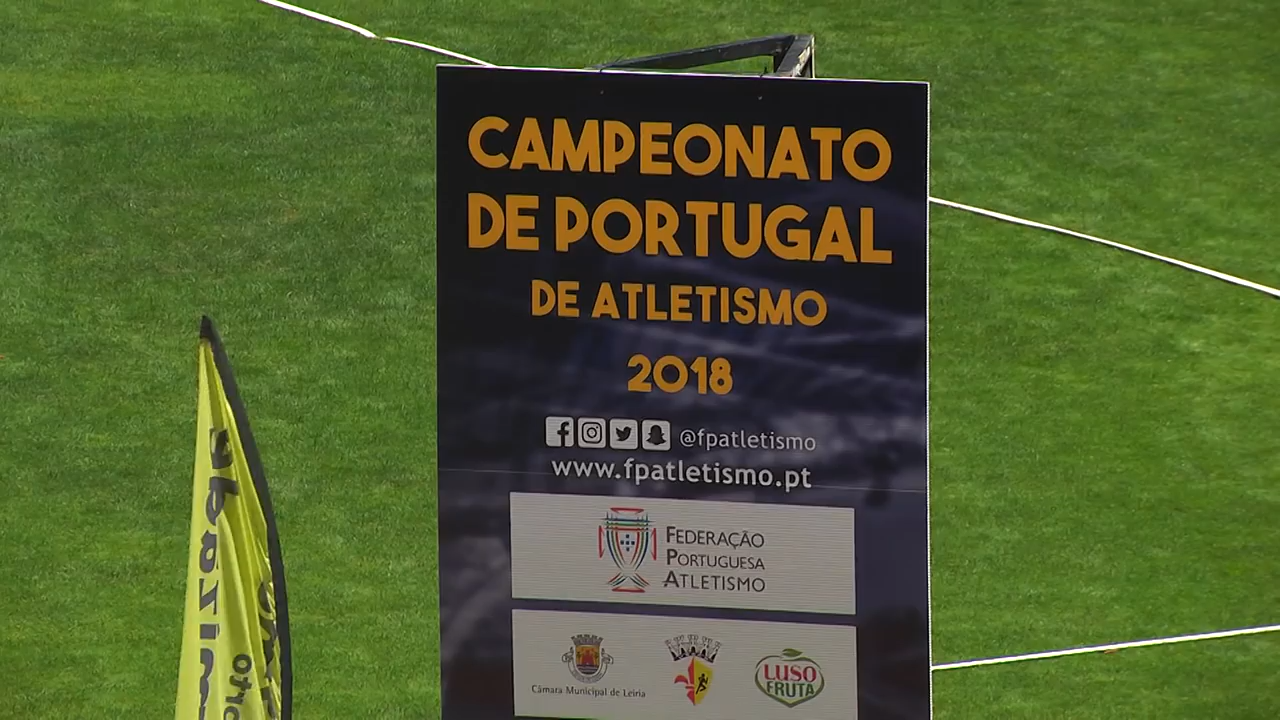 CAMPEONATO
DE PORTUGAL
DE ATLETISMO
2018
@fpatletismo
www.fpatletismo.pt
FEDERAÇÃO
PORTUGUESA
ATLETISMO
Câmara Municipal de Leiria
LUSO
FRUTA